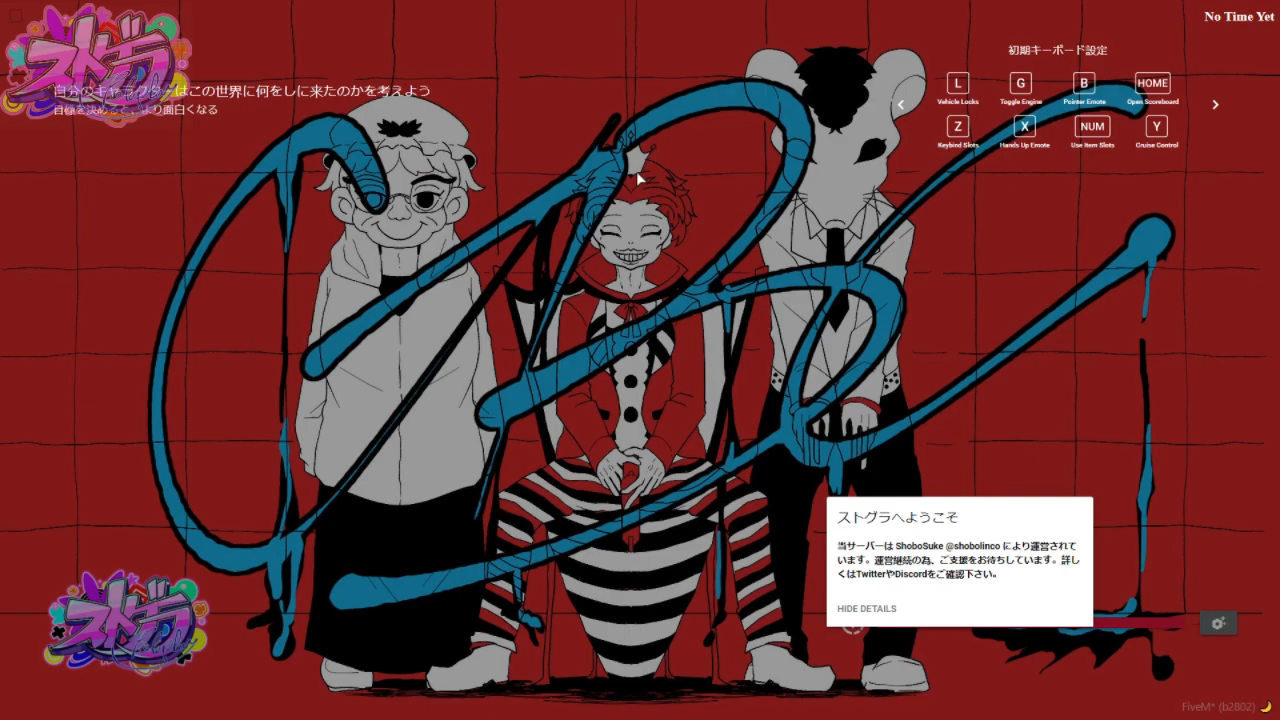 No Time Yet
ストグラ
自分のキャラクターはこの世界に何をしに来たのかを考えよう
目標を決めることでより面白くなる
初期キーボード設定
L G B HOME
Vehicle Locks Toggle Engine Pointer Emote Open Scoreboard
Z X NUM Y
Keybind Slots Hands Up Emote Use Item Slots Cruise Control
ストグラへようこそ
当サーバーは ShoboSuke @shobolinco により運営されて
います。運営継続の為、ご支援をお待ちしています。詳し
くはTwitterやDiscordをご確認下さい。
HIDE DETAILS
ストグラ
FiveM* (b2802)